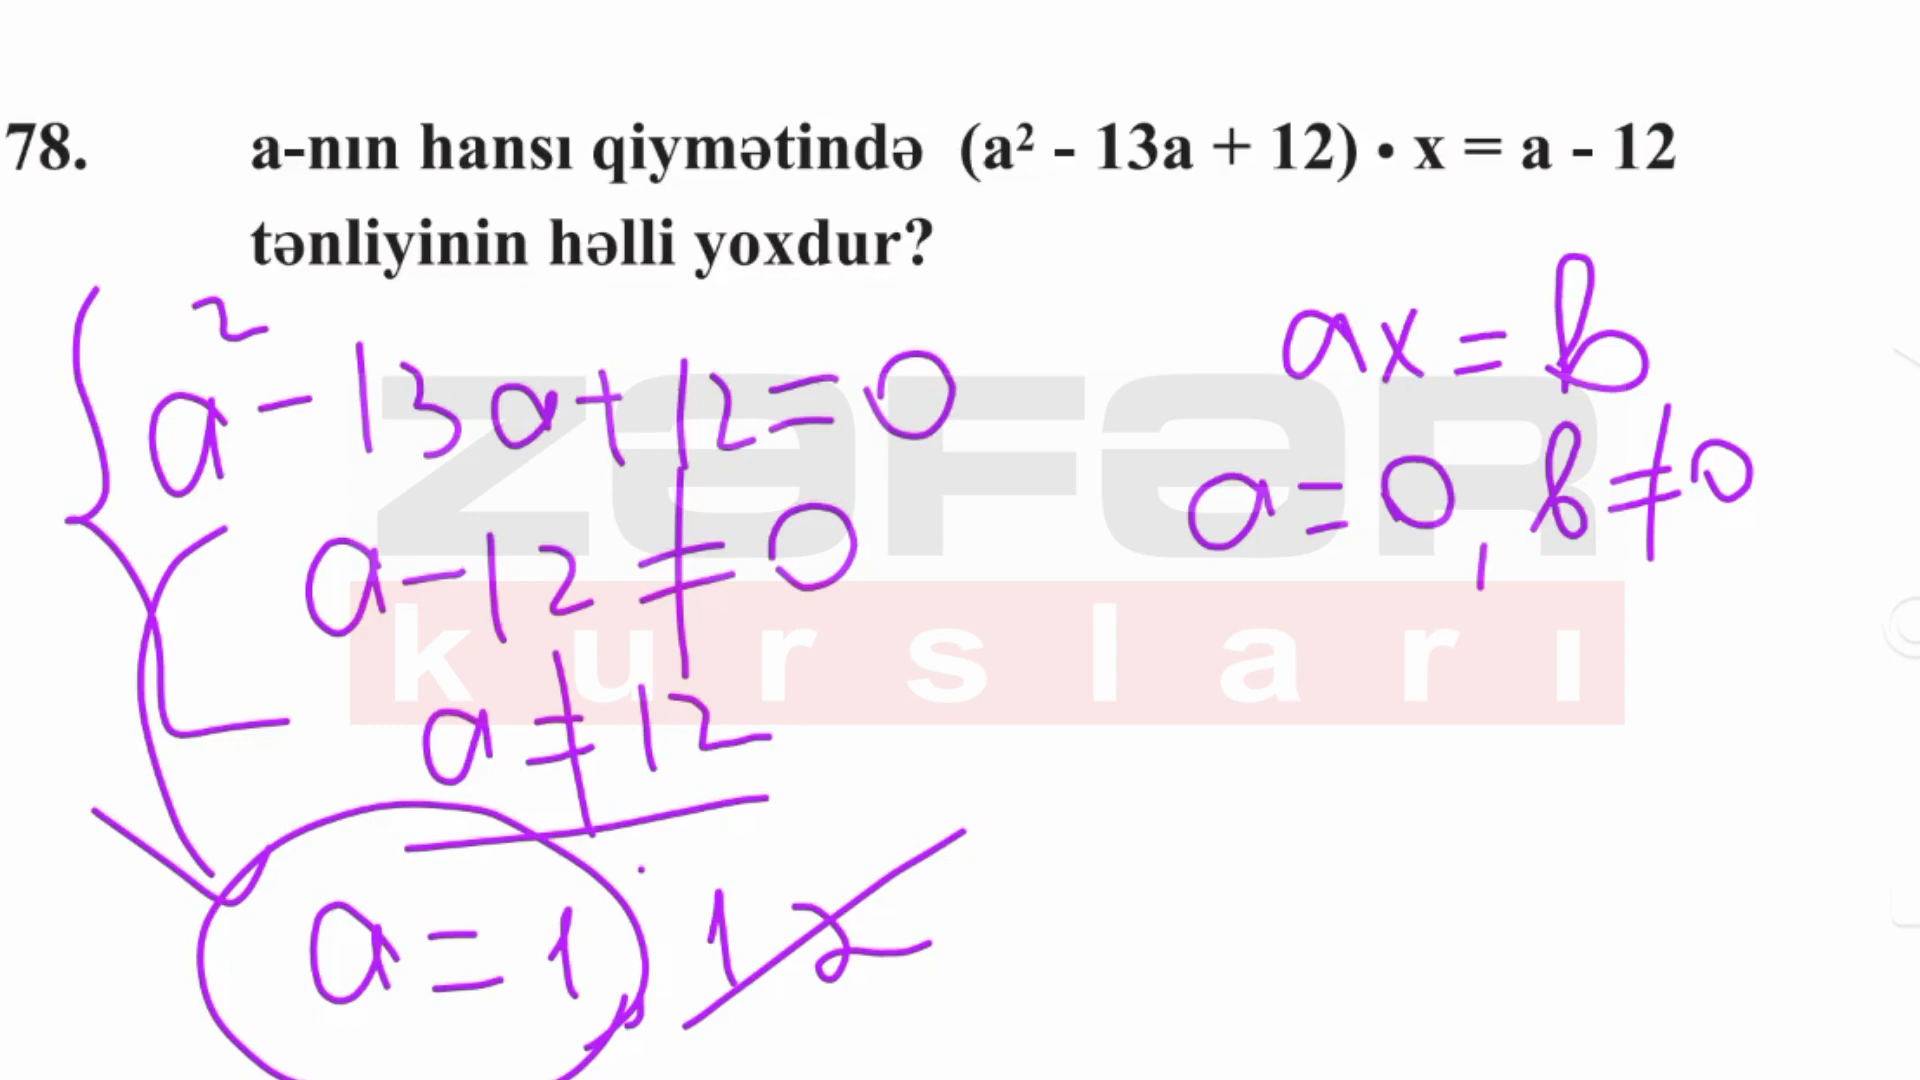 78. a-nın hansı qiymətində (a² - 13a + 12) • x = a - 12
tənliyinin həlli yoxdur?
a² - 13a + 12 = 0
a - 12 ≠ 0
a ≠ 12
a = 1, 12
ax = b
a = 0, b ≠ 0
zəfər
kursları